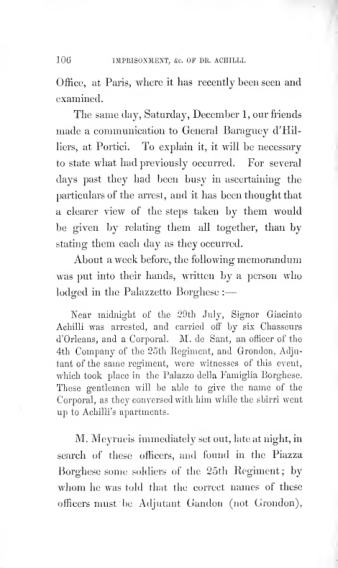 106 IMPRISONMENT, &c. OF DR. ACHILLI.
Office, at Paris, where it has recently been seen and
examined.
The same day, Saturday, December 1, our friends
made a communication to General Baraguey d'Hil-
liers, at Portici. To explain it, it will be necessary
to state what had previously occurred. For several
days past they had been busy in ascertaining the
particulars of the arrest, and it has been thought that
a clearer view of the steps taken by them would
be given by relating them all together, than by
stating them each day as they occurred.
About a week before, the following memorandum
was put into their hands, written by a person who
lodged in the Palazzetto Borghese :—
Near midnight of the 29th July, Signor Giacinto
Achilli was arrested, and carried off by six Chasseurs
d'Orleans, and a Corporal. M. de Sant, an officer of the
4th Company of the 25th Regiment, and Grondon, Adju-
tant of the same regiment, were witnesses of this event,
which took place in the Palazzo della Famiglia Borghese.
These gentlemen will be able to give the name of the
Corporal, as they conversed with him while the sbirri went
up to Achilli's apartments.
M. Meyrueis immediately set out, late at night, in
search of these officers, and found in the Piazza
Borghese some soldiers of the 25th Regiment; by
whom he was told that the correct names of these
officers must be Adjutant Gandon (not Grondon),